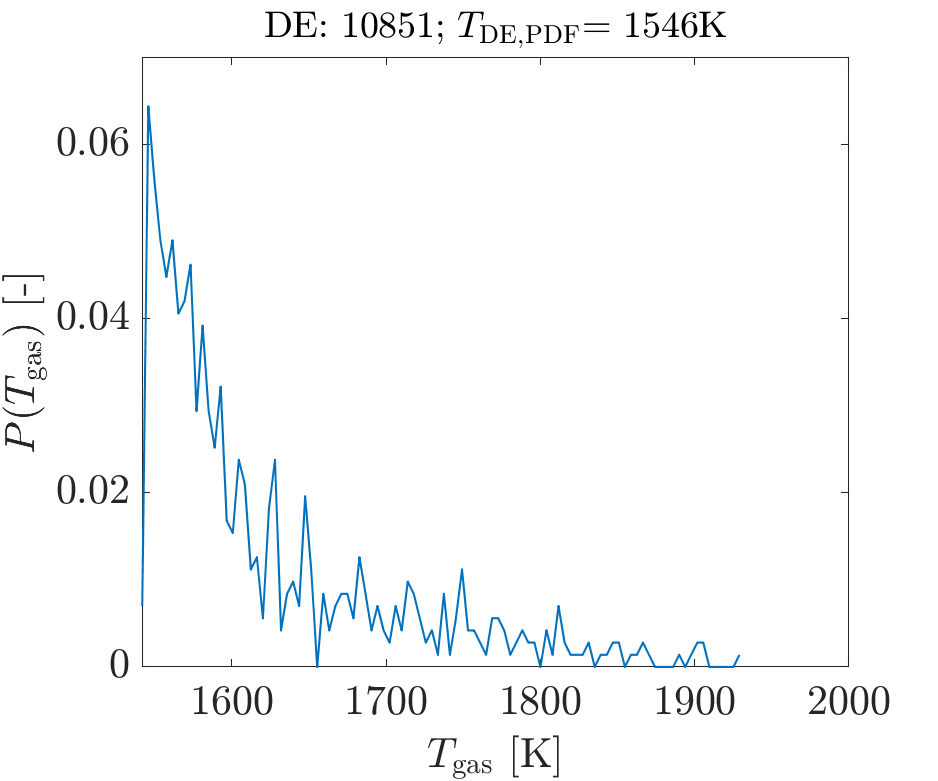 DE: 10851; T_DE,PDF= 1546K
P(T_gas) [-]
0.06
0.04
0.02
0
1600 1700 1800 1900 2000
T_gas [K]